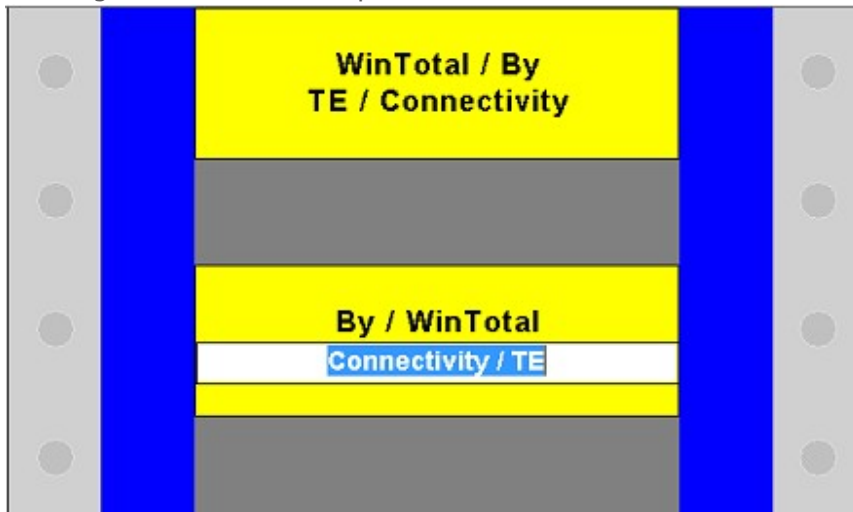 WinTotal / By
TE / Connectivity
By / WinTotal
Connectivity / TE